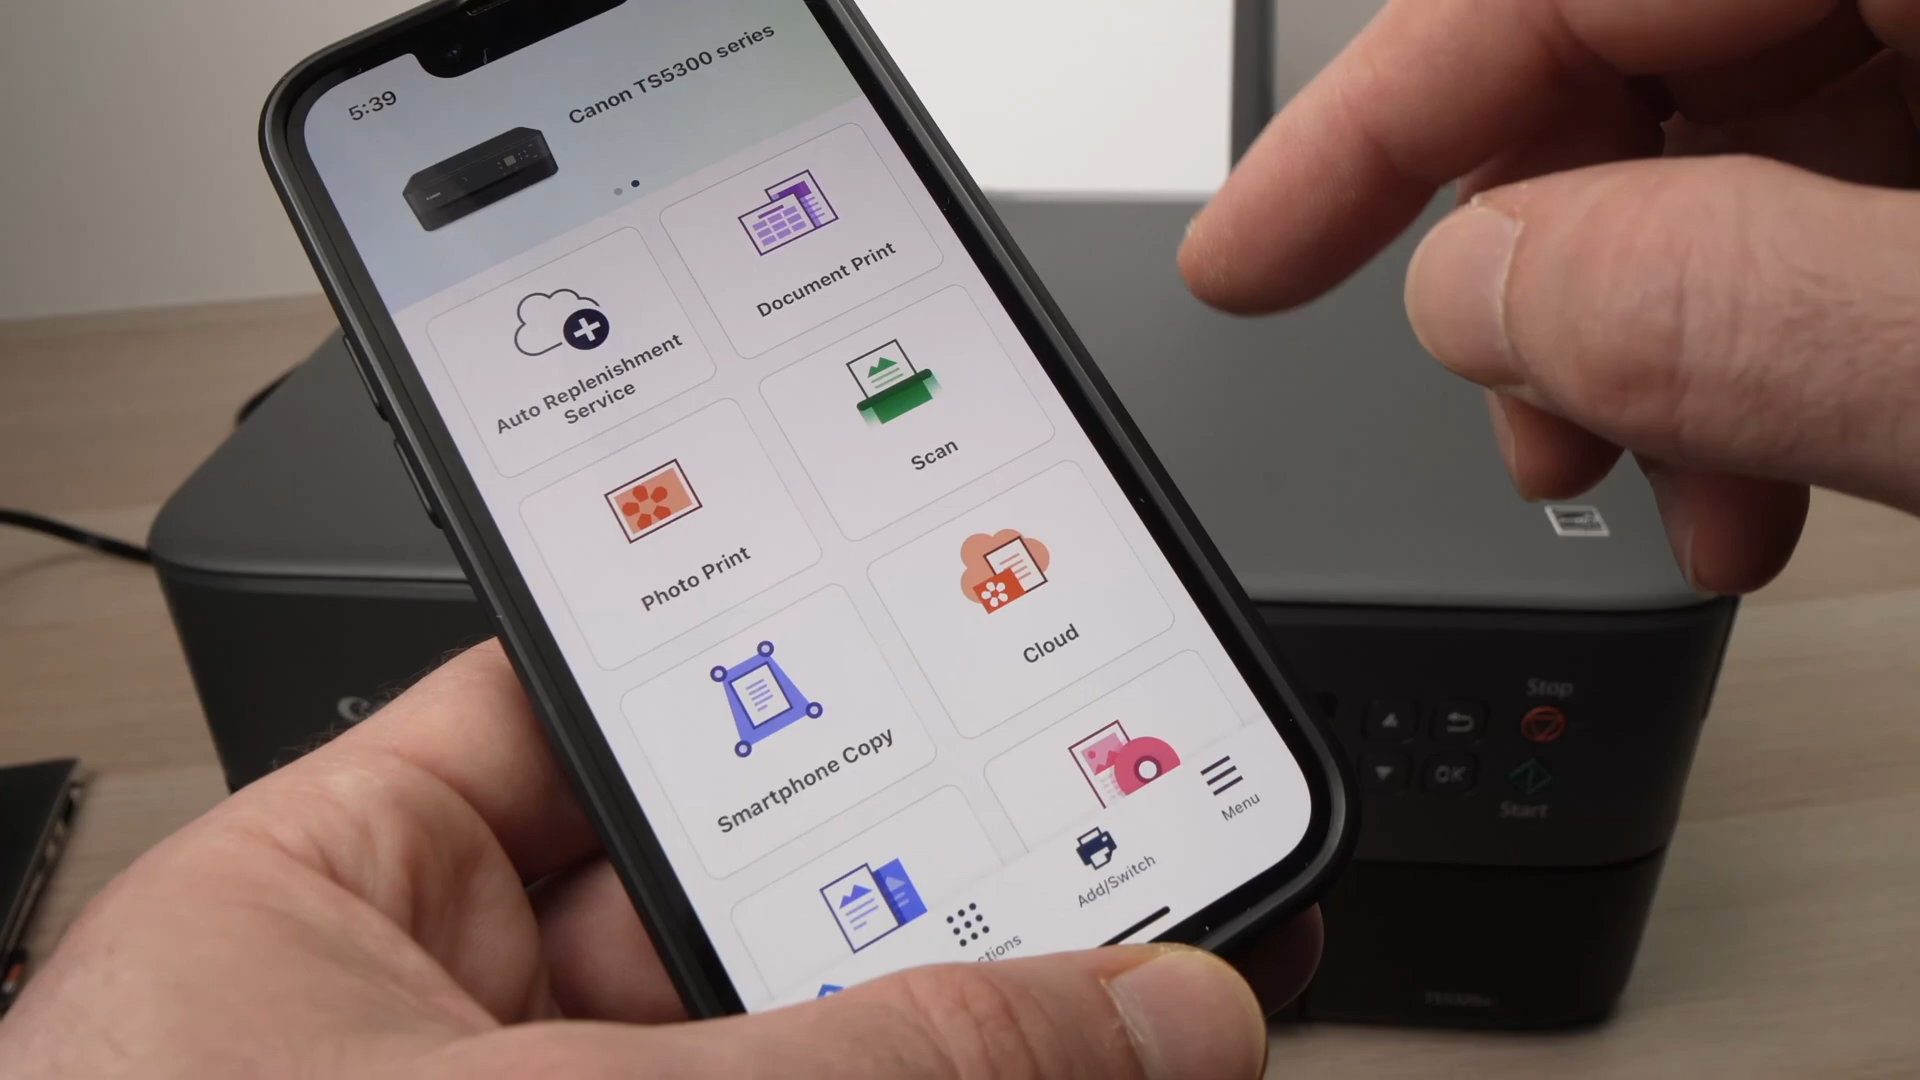 5:39
Canon TS5300 series
Auto Replenishment
Service
Document Print
Photo Print
Scan
Smartphone Copy
Cloud
ctions
Add/Switch
Menu
Stop
OK
Start